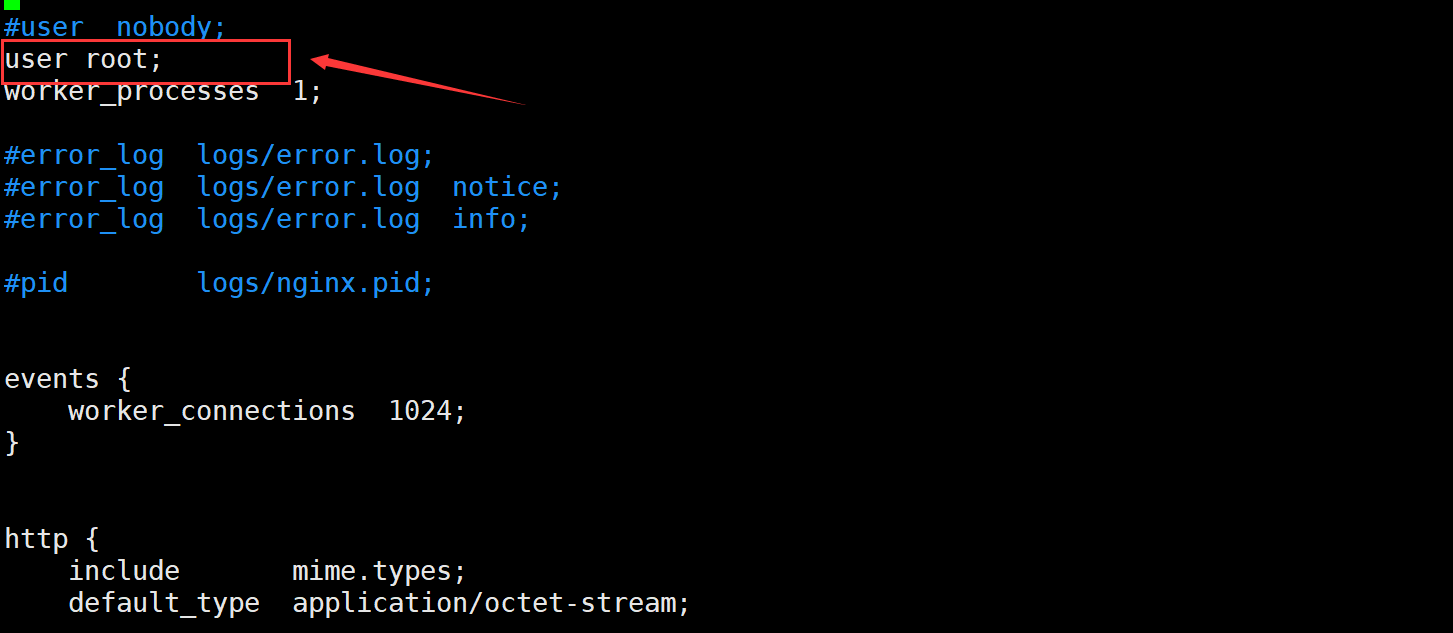 #user  nobody;
user root;
worker_processes  1;
#error_log  logs/error.log;
#error_log  logs/error.log  notice;
#error_log  logs/error.log  info;
#pid        logs/nginx.pid;
events {
    worker_connections  1024;
}
http {
    include       mime.types;
    default_type  application/octet-stream;